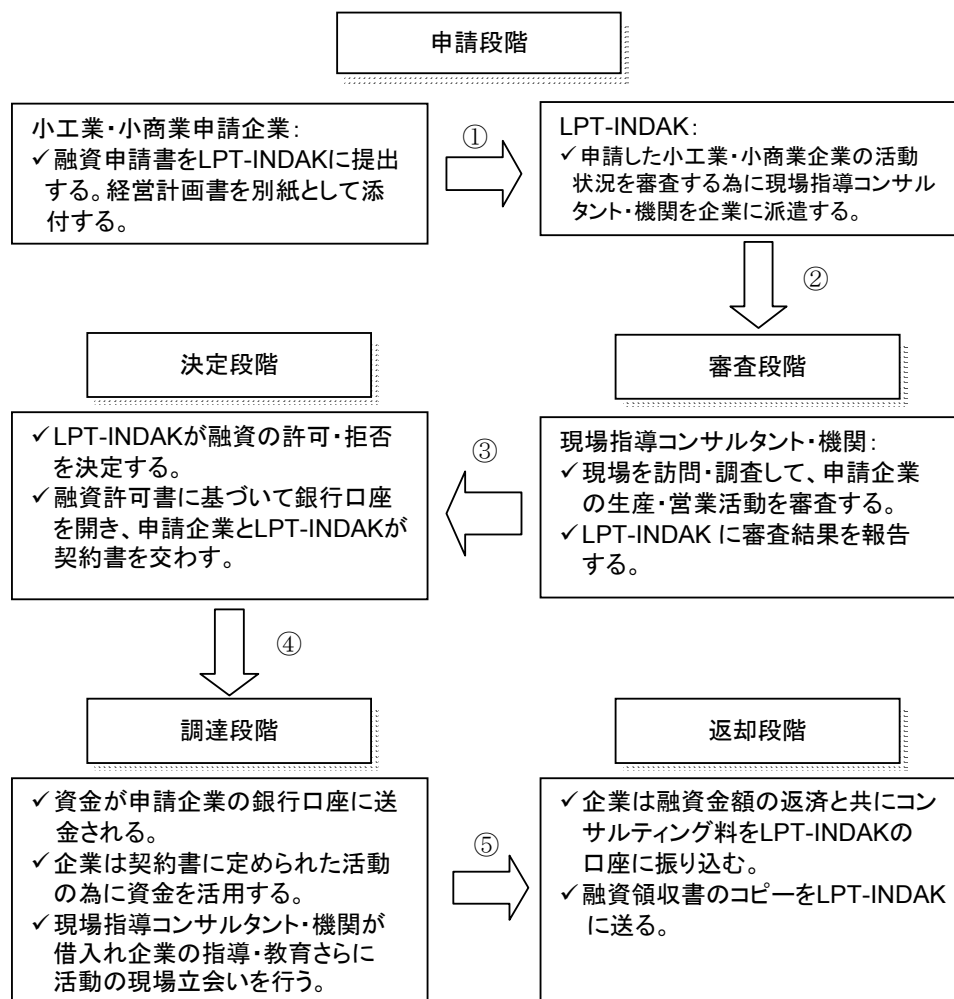 申請段階
小工業・小商業申請企業：
✓融資申請書をLPT-INDAKに提出
する。経営計画書を別紙として添
付する。
①
LPT-INDAK：
✓申請した小工業・小商業企業の活動
状況を審査する為に現場指導コンサル
タント・機関を企業に派遣する。
②
審査段階
現場指導コンサルタント・機関：
✓現場を訪問・調査して、申請企業
の生産・営業活動を審査する。
✓LPT-INDAK に審査結果を報告
する。
③
決定段階
✓LPT-INDAKが融資の許可・拒否
を決定する。
✓融資許可書に基づいて銀行口座
を開き、申請企業とLPT-INDAKが
契約書を交わす。
④
調達段階
✓資金が申請企業の銀行口座に送
金される。
✓企業は契約書に定められた活動
の為に資金を活用する。
✓現場指導コンサルタント・機関が
借入れ企業の指導・教育さらに
活動の現場立会いを行う。
⑤
返却段階
✓企業は融資金額の返済と共にコン
サルティング料をLPT-INDAKの
口座に振り込む。
✓融資領収書のコピーをLPT-INDAK
に送る。